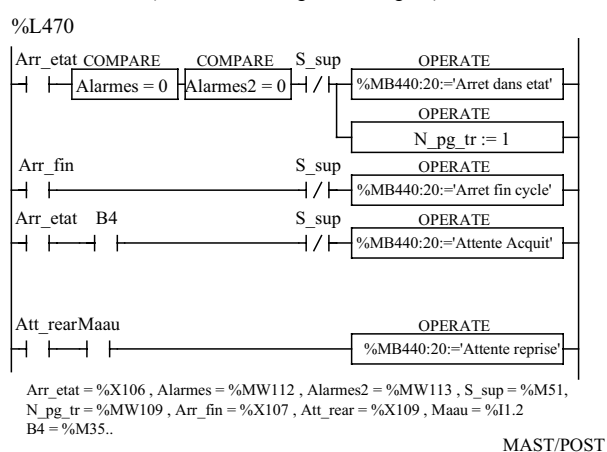 %L470
Arr_etat COMPARE COMPARE S_sup OPERATE
Alarmes = 0 Alarmes2 = 0 %MB440:20:='Arret dans etat'
OPERATE
N_pg_tr := 1
Arr_fin S_sup OPERATE
%MB440:20:='Arret fin cycle'
Arr_etat B4 S_sup OPERATE
%MB440:20:='Attente Acquit'
Att_rearMaau OPERATE
%MB440:20:='Attente reprise'
Arr_etat = %X106 , Alarmes = %MW112 , Alarmes2 = %MW113 , S_sup = %M51,
N_pg_tr = %MW109 , Arr_fin = %X107 , Att_rear = %X109 , Maau = %I1.2
B4 = %M35..
MAST/POST